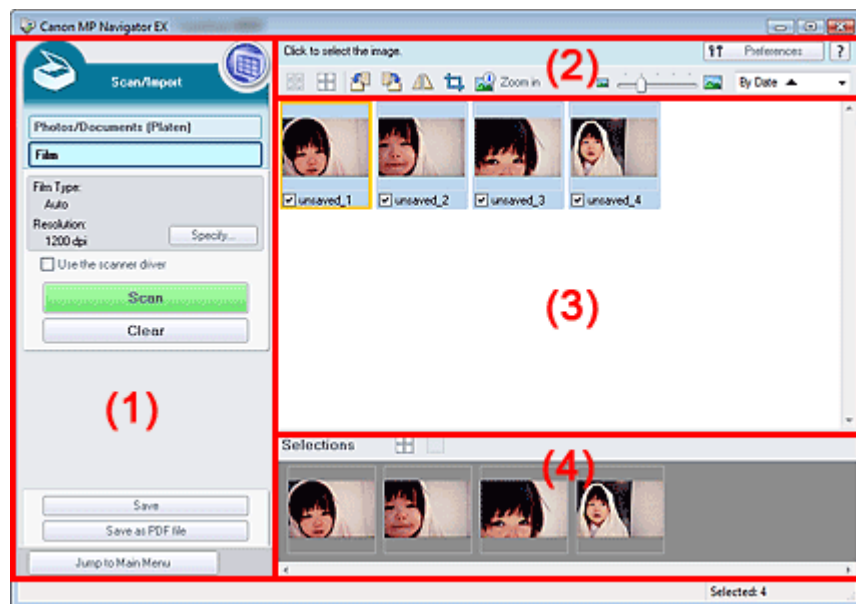 Canon MP Navigator EX
Scan/Import
Photos/Documents (Platen)
Film
Film Type:
Auto
Resolution:
1200 dpi
Specify...
Use the scanner driver
Scan
Clear
(1)
Save
Save as PDF file
Jump to Main Menu
Click to select the image.
Preferences
?
Zoom in
(2)
By Date
unsaved_1
unsaved_2
unsaved_3
unsaved_4
(3)
Selections
(4)
Selected: 4